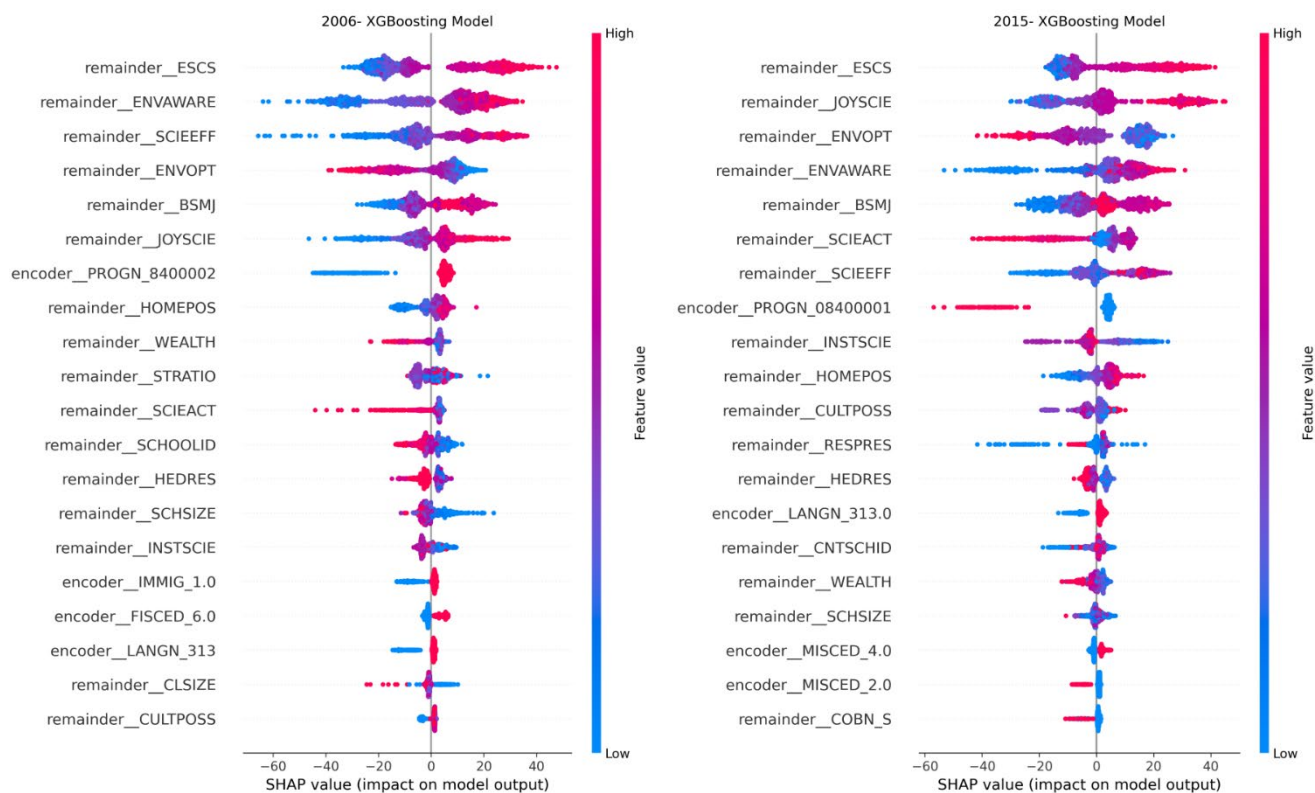 2006- XGBoosting Model
High
remainder__ESCS
remainder__ENVAWARE
remainder__SCIEEFF
remainder__ENVOPT
remainder__BSMJ
remainder__JOYSCIE
encoder__PROGN_8400002
remainder__HOMEPOS
remainder__WEALTH
remainder__STRATIO
remainder__SCIEACT
remainder__SCHOOLID
remainder__HEDRES
remainder__SCHSIZE
remainder__INSTSCIE
encoder__IMMIG_1.0
encoder__FISCED_6.0
encoder__LANGN_313
remainder__CLSIZE
remainder__CULTPOSS
Feature value
Low
−60 −40 −20 0 20 40
SHAP value (impact on model output)
2015- XGBoosting Model
High
remainder__ESCS
remainder__JOYSCIE
remainder__ENVOPT
remainder__ENVAWARE
remainder__BSMJ
remainder__SCIEACT
remainder__SCIEEFF
encoder__PROGN_08400001
remainder__INSTSCIE
remainder__HOMEPOS
remainder__CULTPOSS
remainder__RESPRES
remainder__HEDRES
encoder__LANGN_313.0
remainder__CNTSCHID
remainder__WEALTH
remainder__SCHSIZE
encoder__MISCED_4.0
encoder__MISCED_2.0
remainder__COBN_S
Feature value
Low
−60 −40 −20 0 20 40
SHAP value (impact on model output)